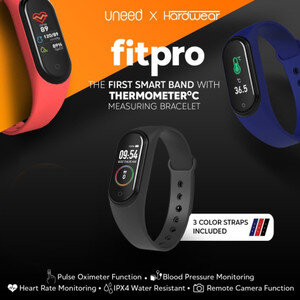 uneed X Hardwear
fitpro
THE FIRST SMART BAND WITH
THERMOMETER°C
MEASURING BRACELET
36.5
09:54
3 COLOR STRAPS
INCLUDED
• Pulse Oximeter Function • Blood Pressure Monitoring
• Heart Rate Monitoring • IPX4 Water Resistant • Remote Camera Function